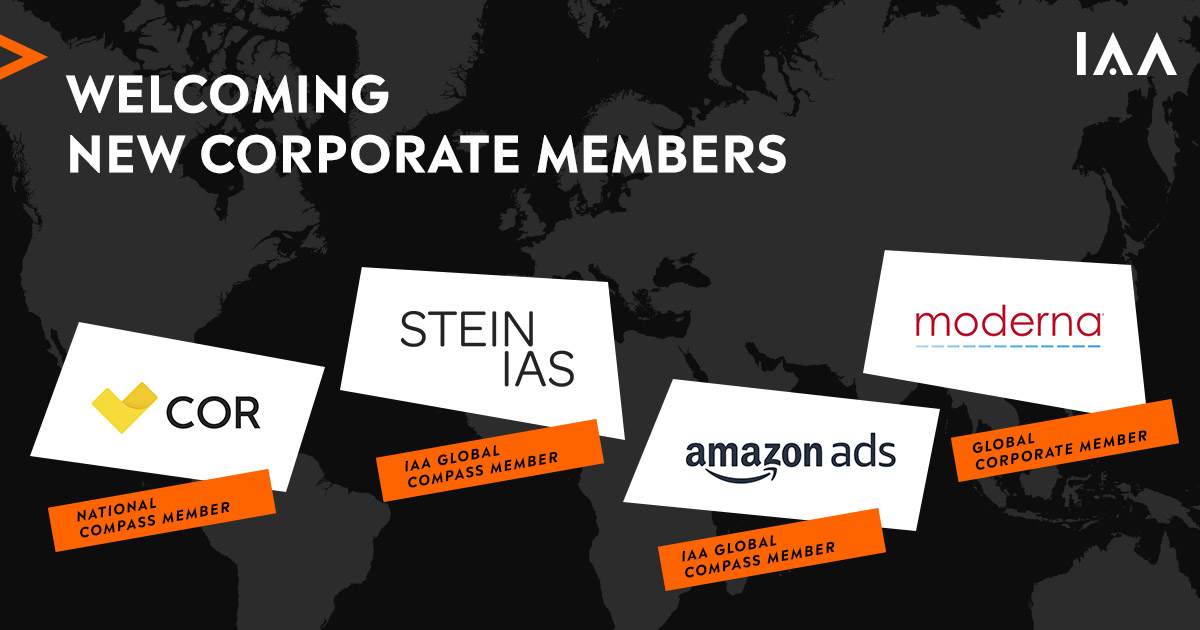 IAA
WELCOMING
NEW CORPORATE MEMBERS
COR
NATIONAL
COMPASS MEMBER
STEIN
IAS
IAA GLOBAL
COMPASS MEMBER
amazon ads
IAA GLOBAL
COMPASS MEMBER
moderna
GLOBAL
CORPORATE MEMBER